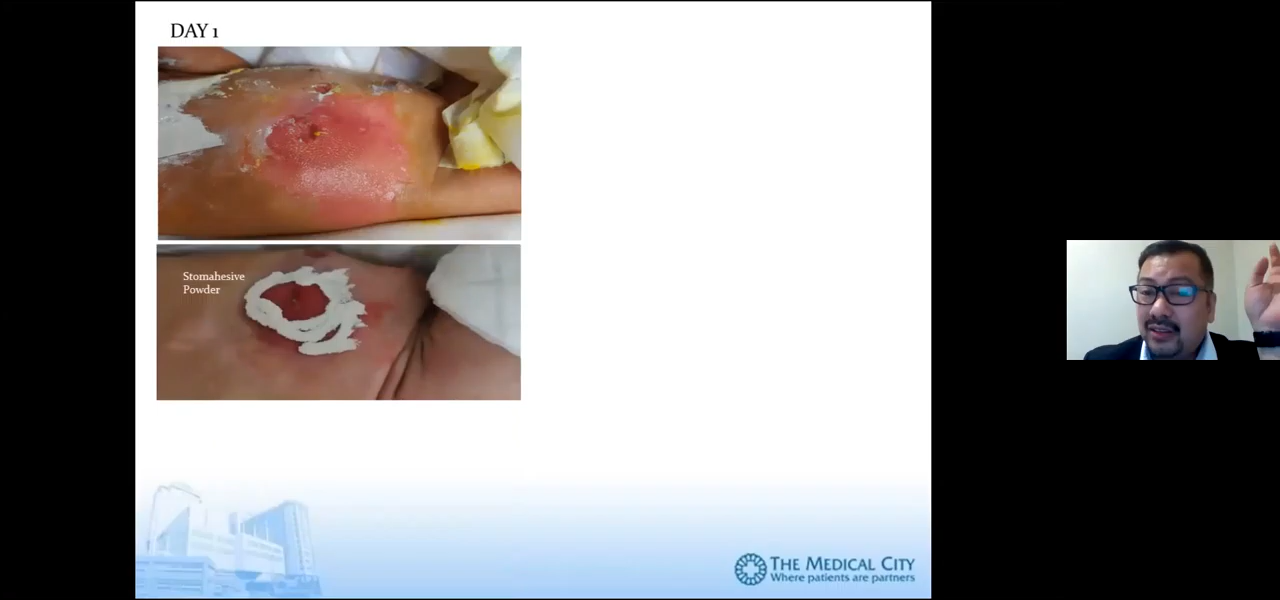 DAY 1
Stomahesive
Powder
THE MEDICAL CITY
Where patients are partners